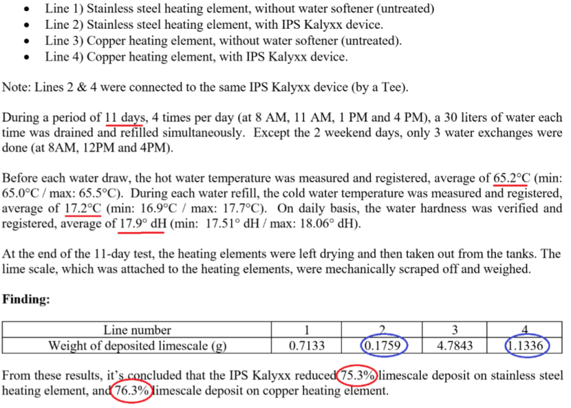 • Line 1) Stainless steel heating element, without water softener (untreated)
• Line 2) Stainless steel heating element, with IPS Kalyxx device.
• Line 3) Copper heating element, without water softener (untreated).
• Line 4) Copper heating element, with IPS Kalyxx device.
Note: Lines 2 & 4 were connected to the same IPS Kalyxx device (by a Tee).
During a period of 11 days, 4 times per day (at 8 AM, 11 AM, 1 PM and 4 PM), a 30 liters of water each
time was drained and refilled simultaneously. Except the 2 weekend days, only 3 water exchanges were
done (at 8AM, 12PM and 4PM).
Before each water draw, the hot water temperature was measured and registered, average of 65.2°C (min:
65.0°C / max: 65.5°C). During each water refill, the cold water temperature was measured and registered,
average of 17.2°C (min: 16.9°C / max: 17.7°C). On daily basis, the water hardness was verified and
registered, average of 17.9° dH (min: 17.51° dH / max: 18.06° dH).
At the end of the 11-day test, the heating elements were left drying and then taken out from the tanks. The
lime scale, which was attached to the heating elements, were mechanically scraped off and weighed.
Finding:
Line number 1 2 3 4
Weight of deposited limescale (g) 0.7133 0.1759 4.7843 1.1336
From these results, it's concluded that the IPS Kalyxx reduced 75.3% limescale deposit on stainless steel
heating element, and 76.3% limescale deposit on copper heating element.